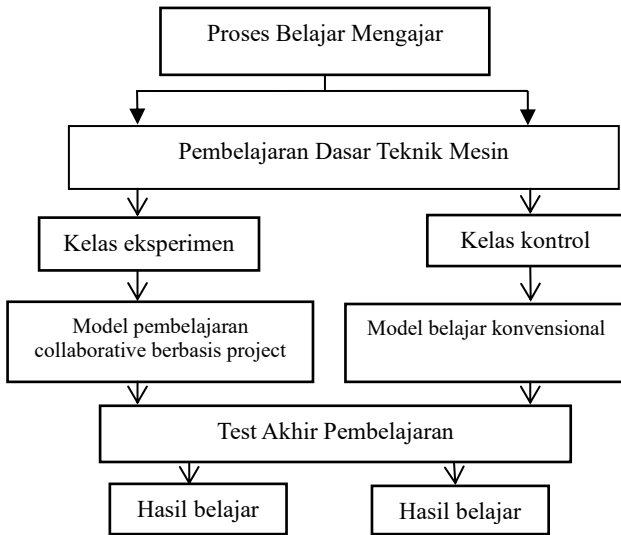 Proses Belajar Mengajar
Pembelajaran Dasar Teknik Mesin
Kelas eksperimen
Kelas kontrol
Model pembelajaran
collaborative berbasis project
Model belajar konvensional
Test Akhir Pembelajaran
Hasil belajar
Hasil belajar